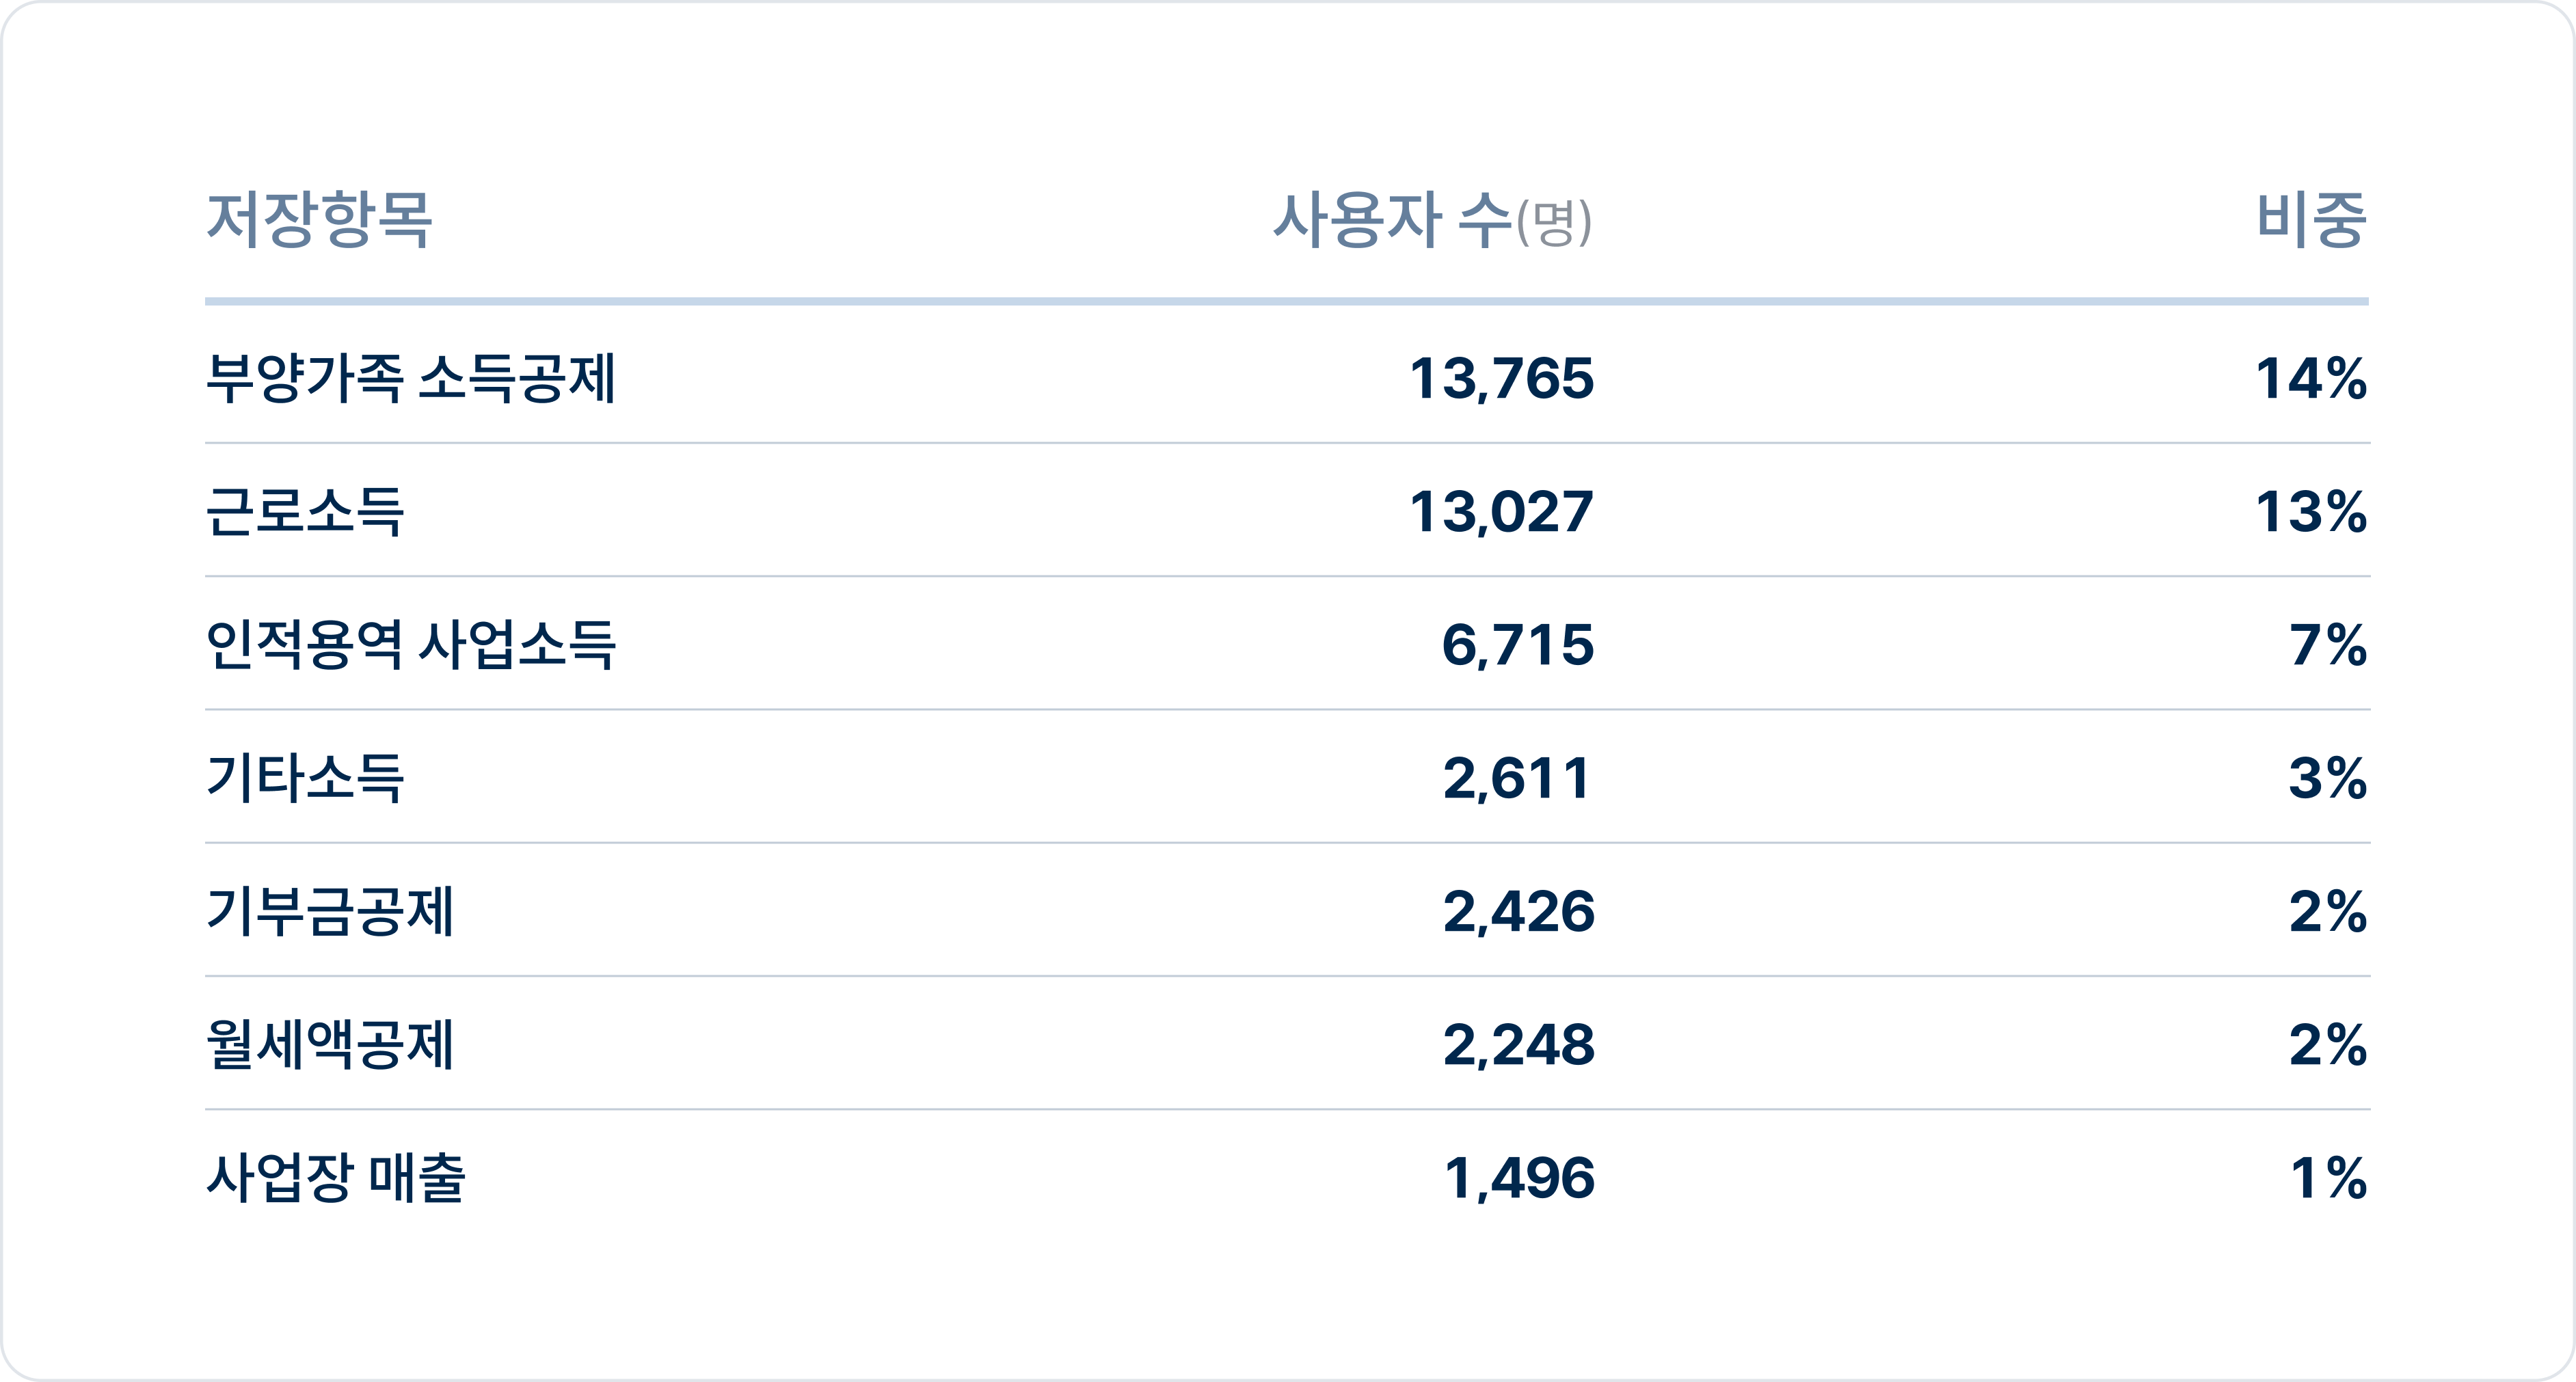 저장항목 사용자 수(명) 비중
부양가족 소득공제 13,765 14%
근로소득 13,027 13%
인적용역 사업소득 6,715 7%
기타소득 2,611 3%
기부금공제 2,426 2%
월세액공제 2,248 2%
사업장 매출 1,496 1%